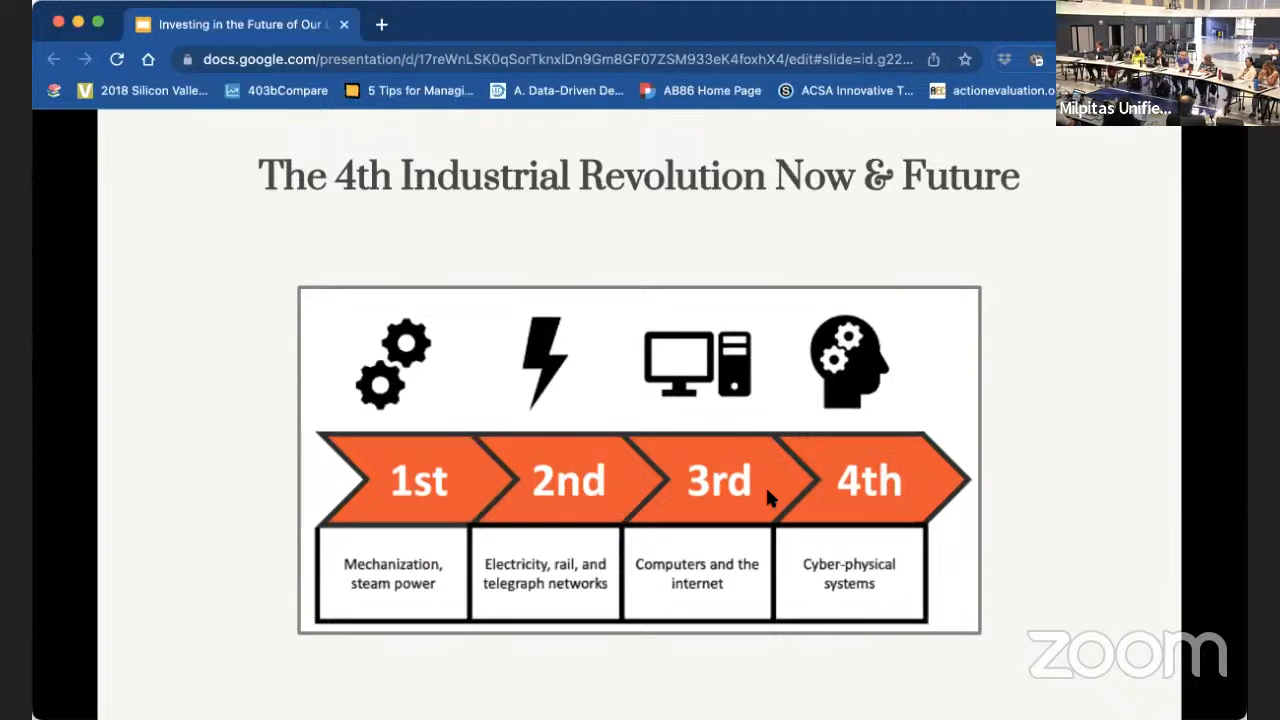 Investing in the Future of Our L
docs.google.com/presentation/d/17reWnLSK0qSorTknxlDn9Gm8GF07ZSM933eK4foxhX4/edit#slide=id.g22...
2018 Silicon Valle...
403bCompare
5 Tips for Managi...
A. Data-Driven De...
AB86 Home Page
ACSA Innovative T...
actionevaluation.o
Milpitas Unifie...
The 4th Industrial Revolution Now & Future
1st
2nd
3rd
4th
Mechanization,
steam power
Electricity, rail, and
telegraph networks
Computers and the
internet
Cyber-physical
systems
zoom